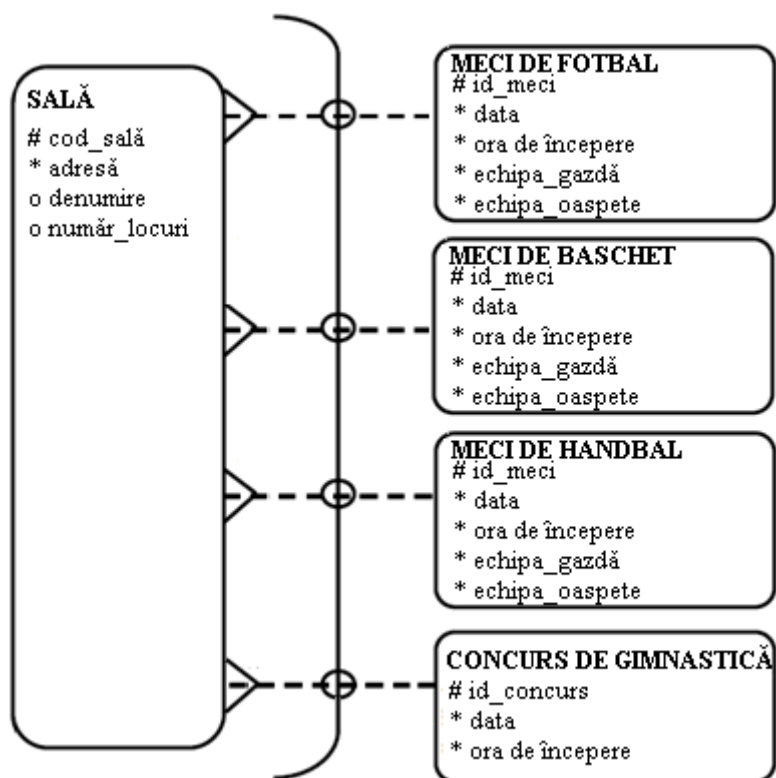 SALĂ
# cod_sală
* adresă
o denumire
o număr_locuri
MECI DE FOTBAL
# id_meci
* data
* ora de începere
* echipa_gazdă
* echipa_oaspete
MECI DE BASCHET
# id_meci
* data
* ora de începere
* echipa_gazdă
* echipa_oaspete
MECI DE HANDBAL
# id_meci
* data
* ora de începere
* echipa_gazdă
* echipa_oaspete
CONCURS DE GIMNASTICĂ
# id_concurs
* data
* ora de începere